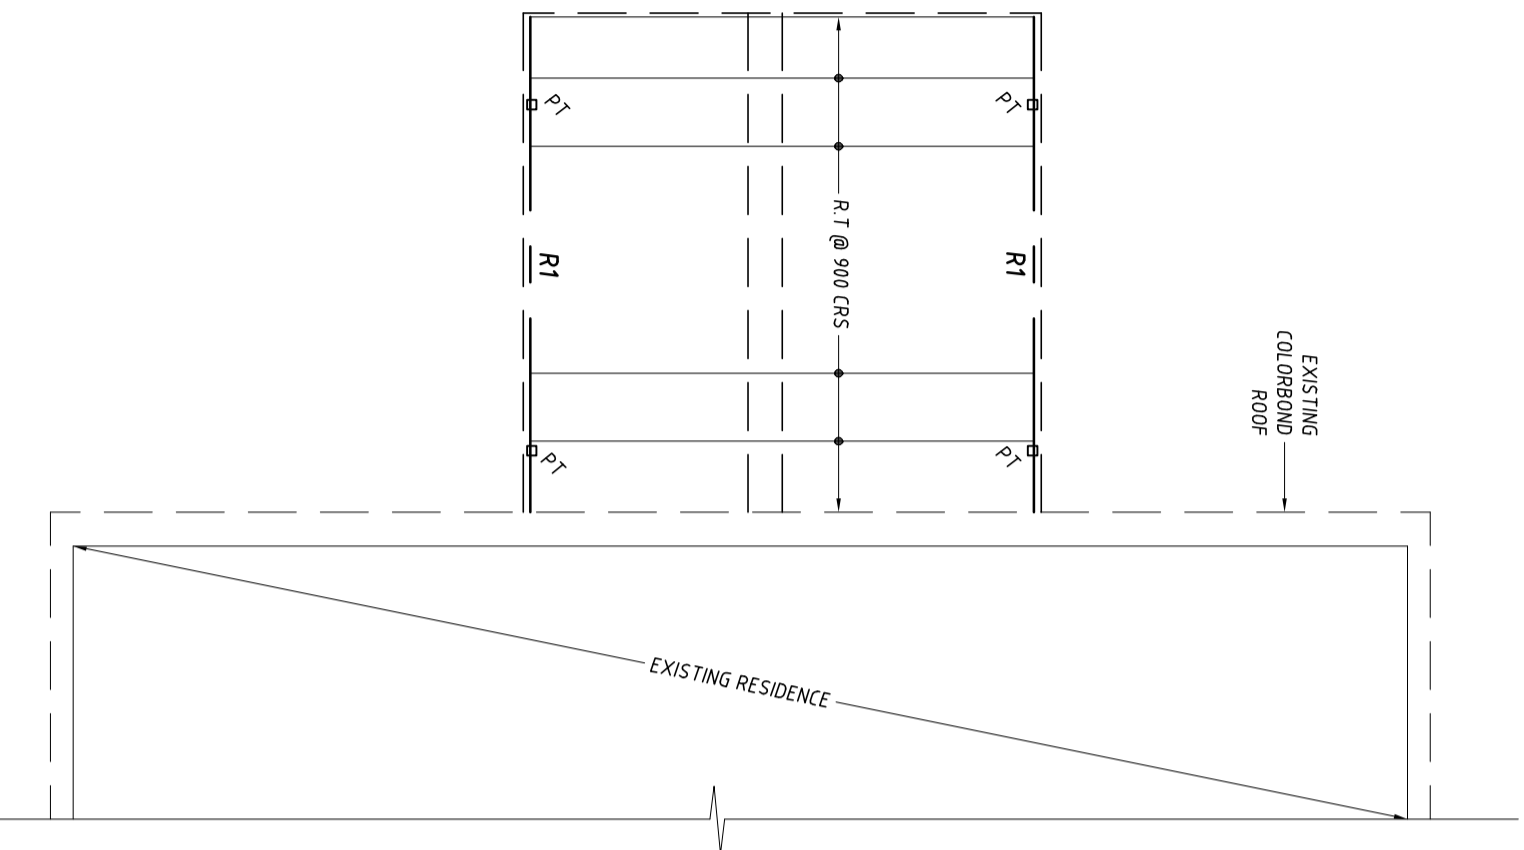 PT
PT
R.T @ 900 CRS
R1
R1
EXISTING
COLORBOND
ROOF
PT
PT
EXISTING RESIDENCE